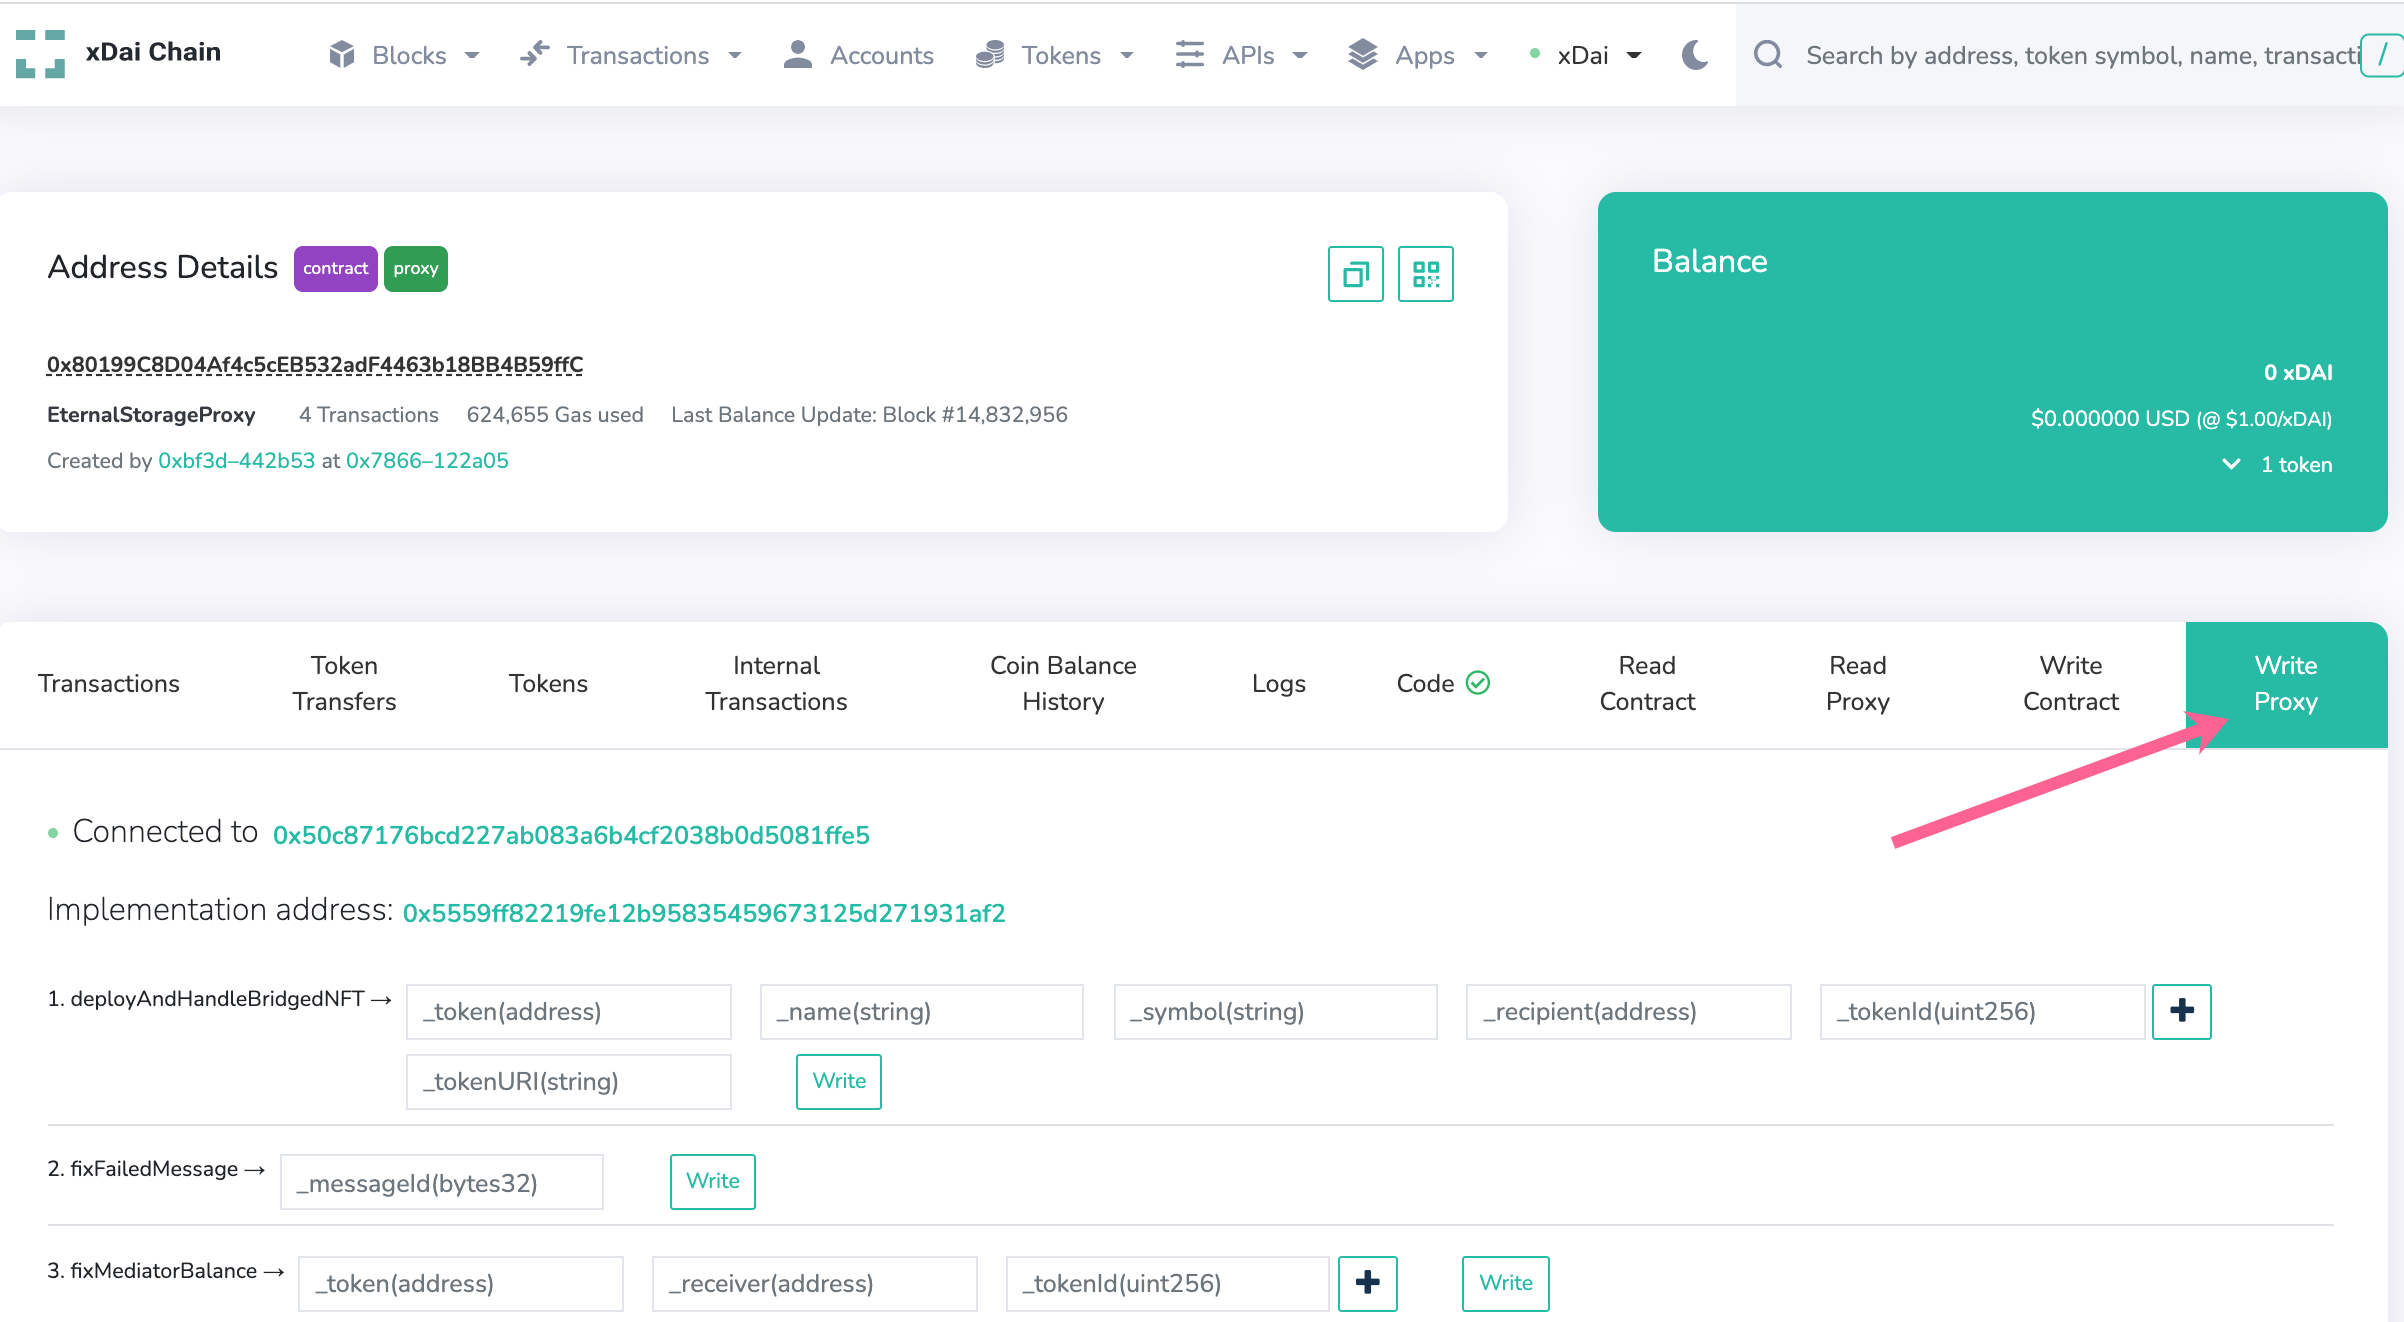 xDai Chain
Blocks
Transactions
Accounts
Tokens
APIs
Apps
xDai
Search by address, token symbol, name, transacti
/
Address Details contract proxy
0x80199C8D04Af4c5cEB532adF4463b18BB4B59ffC
EternalStorageProxy 4 Transactions 624,655 Gas used Last Balance Update: Block #14,832,956
Created by 0xbf3d–442b53 at 0x7866–122a05
Balance
0 xDAI
$0.000000 USD (@ $1.00/xDAI)
1 token
Transactions
Token
Transfers
Tokens
Internal
Transactions
Coin Balance
History
Logs
Code
Read
Contract
Read
Proxy
Write
Contract
Write
Proxy
Connected to 0x50c87176bcd227ab083a6b4cf2038b0d5081ffe5
Implementation address: 0x5559ff82219fe12b95835459673125d271931af2
1. deployAndHandleBridgedNFT → _token(address) _name(string) _symbol(string) _recipient(address) _tokenId(uint256) +
_tokenURI(string) Write
2. fixFailedMessage → _messageId(bytes32) Write
3. fixMediatorBalance → _token(address) _receiver(address) _tokenId(uint256) + Write